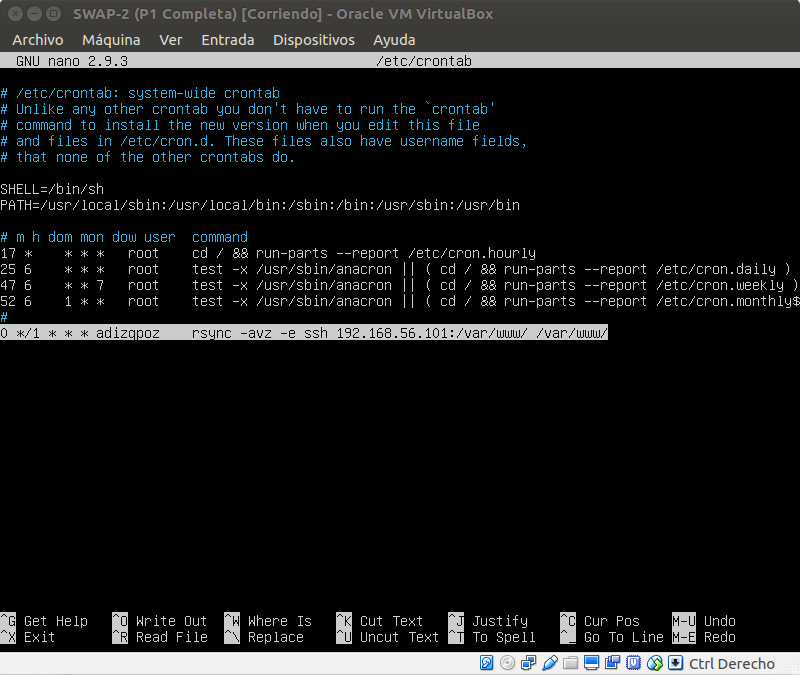 SWAP-2 (P1 Completa) [Corriendo] - Oracle VM VirtualBox
Archivo Máquina Ver Entrada Dispositivos Ayuda
GNU nano 2.9.3 /etc/crontab
# /etc/crontab: system-wide crontab
# Unlike any other crontab you don't have to run the `crontab'
# command to install the new version when you edit this file
# and files in /etc/cron.d. These files also have username fields,
# that none of the other crontabs do.
SHELL=/bin/sh
PATH=/usr/local/sbin:/usr/local/bin:/sbin:/bin:/usr/sbin:/usr/bin
# m h dom mon dow user  command
17 *    * * *   root    cd / && run-parts --report /etc/cron.hourly
25 6    * * *   root    test -x /usr/sbin/anacron || ( cd / && run-parts --report /etc/cron.daily )
47 6    * * 7   root    test -x /usr/sbin/anacron || ( cd / && run-parts --report /etc/cron.weekly )
52 6    1 * *   root    test -x /usr/sbin/anacron || ( cd / && run-parts --report /etc/cron.monthly$
#
0 */1 * * * adizqpoz    rsync -avz -e ssh 192.168.56.101:/var/www/ /var/www/
^G Get Help ^O Write Out ^W Where Is ^K Cut Text ^J Justify ^C Cur Pos M-U Undo
^X Exit ^R Read File ^\ Replace ^U Uncut Text ^T To Spell ^_ Go To Line M-E Redo
Ctrl Derecho